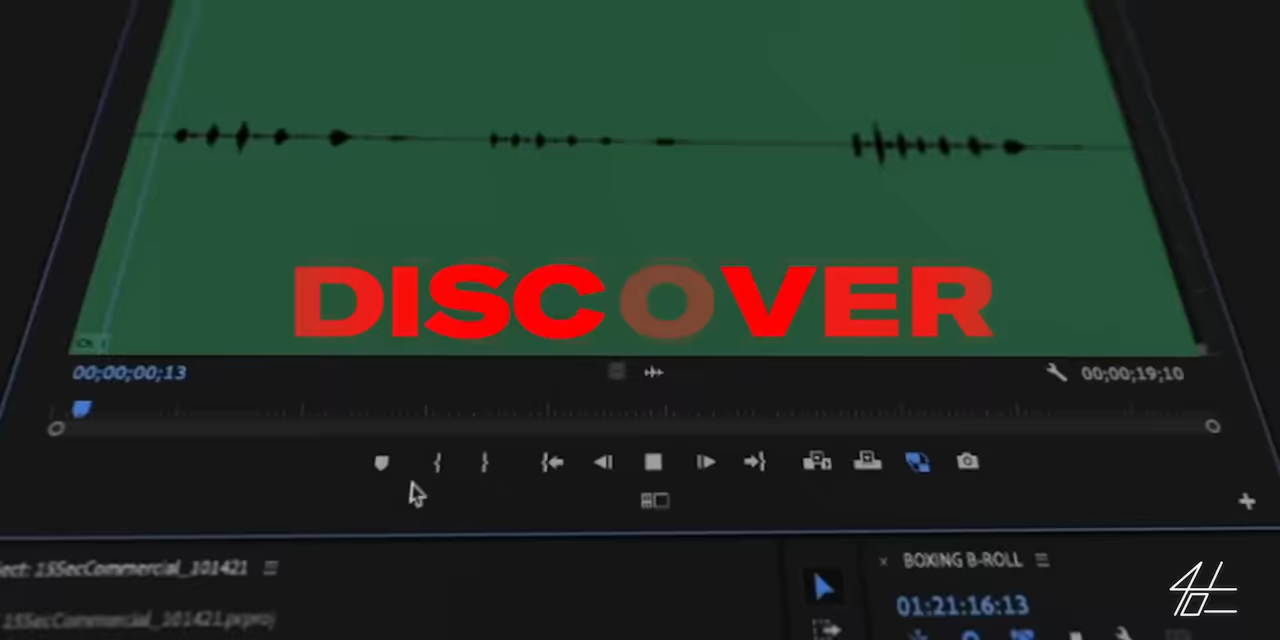 DISCOVER
00;00;00;13
00;00;19;10
ect: 15SecCommercial_101421
15SecCommercial_101421.prproj
× BOXING B-ROLL
01:21:16:13